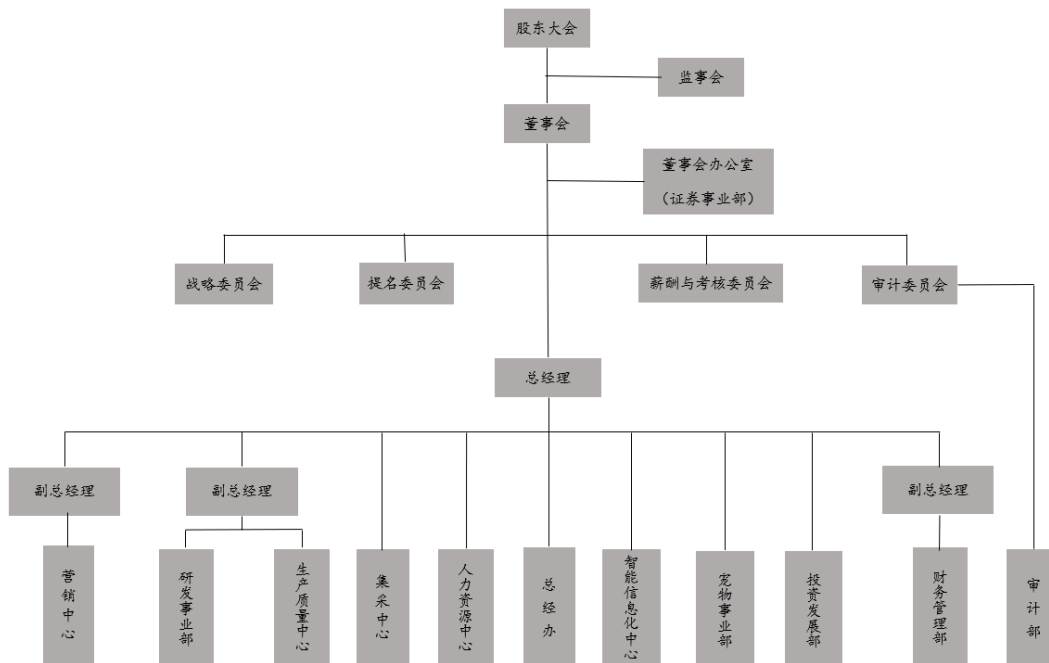 股东大会
监事会
董事会
董事会办公室
（证券事业部）
战略委员会
提名委员会
薪酬与考核委员会
审计委员会
总经理
副总经理
副总经理
副总经理
营销中心
研发事业部
生产质量中心
集采中心
人力资源中心
总经办
智能信息化中心
宠物事业部
投资发展部
财务管理部
审计部